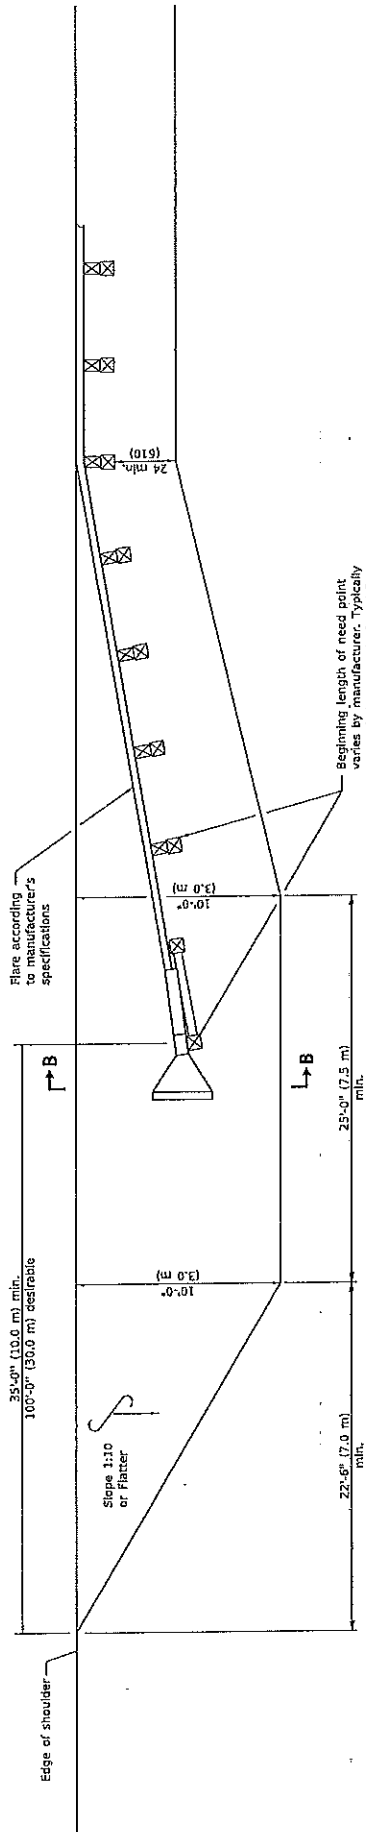 Edge of shoulder
35'-0" (10.0 m) min.
100'-0" (30.0 m) desirable
Slope 1:10
or Flatter
Flare according
to manufacturer's
specifications
B
B
10'-0"
(3.0 m)
10'-0"
(3.0 m)
24 min.
(610)
22'-6" (7.0 m)
min.
25'-0" (7.5 m)
min.
Beginning length of need point
varies by manufacturer. Typically